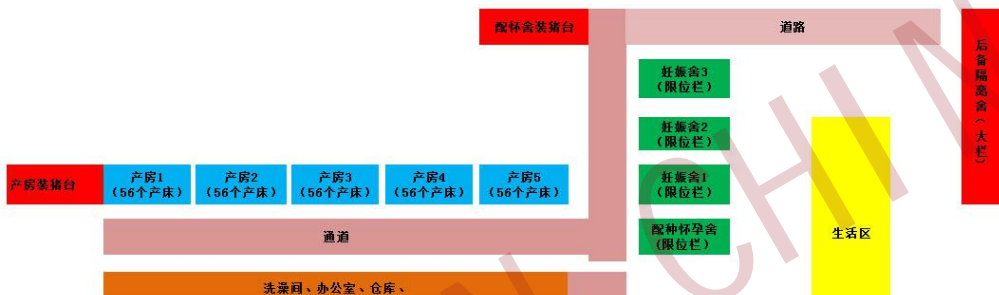 配怀舍装猪台
道路
后备隔离舍（大栏）
妊娠舍3
（限位栏）
妊娠舍2
（限位栏）
产房装猪台
产房1
（56个产床）
产房2
（56个产床）
产房3
（56个产床）
产房4
（56个产床）
产房5
（56个产床）
妊娠舍1
（限位栏）
通道
配种怀孕舍
（限位栏）
生活区
洗澡间、办公室、仓库、
CHIN